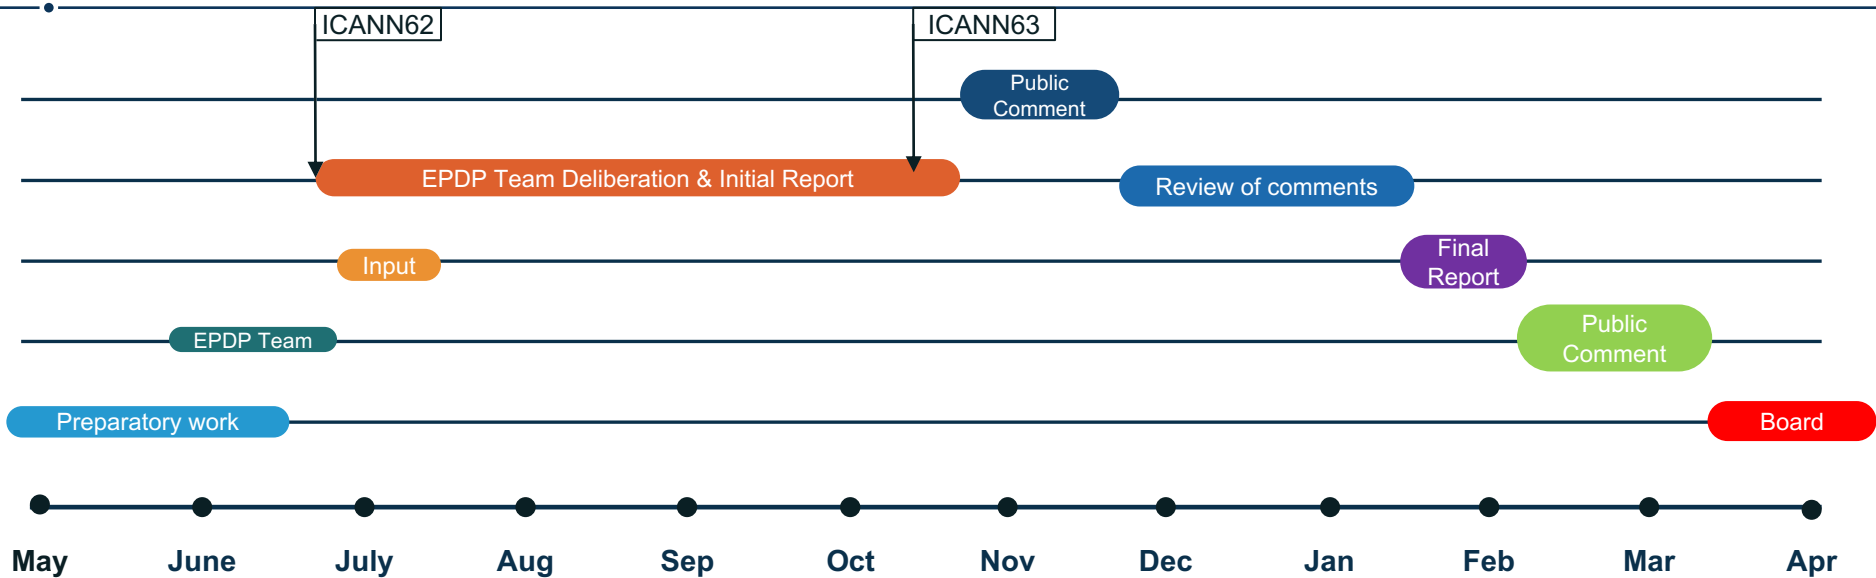 ICANN62
ICANN63
Public
Comment
EPDP Team Deliberation & Initial Report
Review of comments
Input
Final
Report
EPDP Team
Public
Comment
Preparatory work
Board
May June July Aug Sep Oct Nov Dec Jan Feb Mar Apr